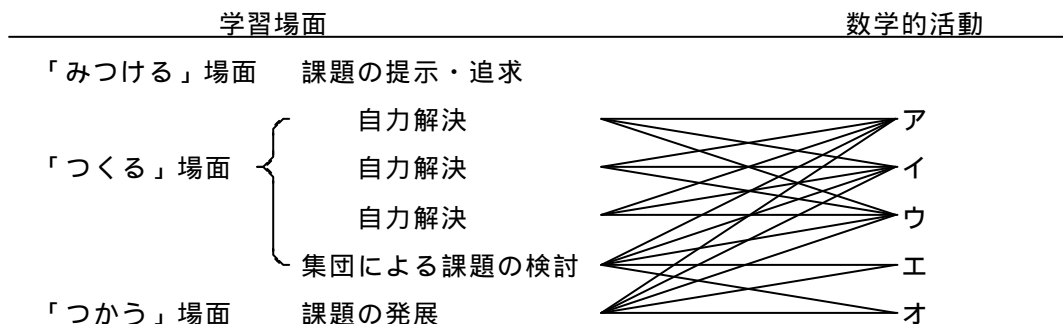 学習場面 数学的活動
「みつける」場面 課題の提示・追求
自力解決 ア
「つくる」場面 自力解決 イ
自力解決 ウ
集団による課題の検討 エ
「つかう」場面 課題の発展 オ